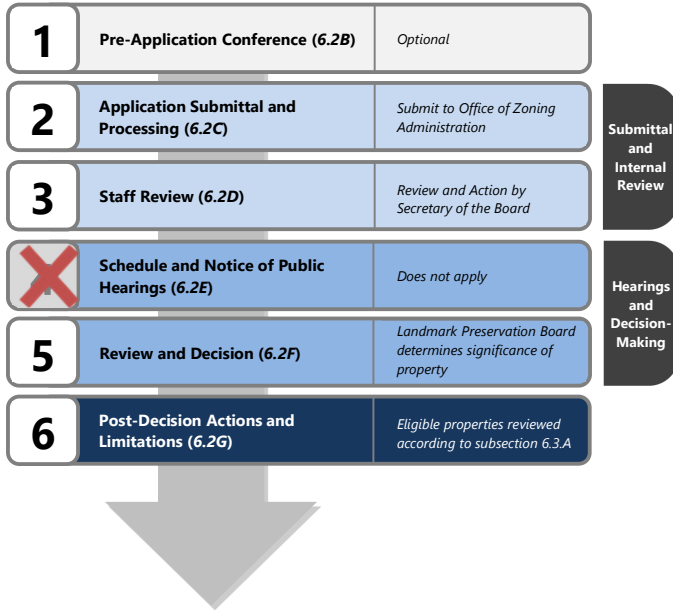 1
Pre-Application Conference (6.2B)
Optional
2
Application Submittal and
Processing (6.2C)
Submit to Office of Zoning
Administration
3
Staff Review (6.2D)
Review and Action by
Secretary of the Board
Submittal
and
Internal
Review
4
Schedule and Notice of Public
Hearings (6.2E)
Does not apply
5
Review and Decision (6.2F)
Landmark Preservation Board
determines significance of
property
Hearings
and
Decision-
Making
6
Post-Decision Actions and
Limitations (6.2G)
Eligible properties reviewed
according to subsection 6.3.A